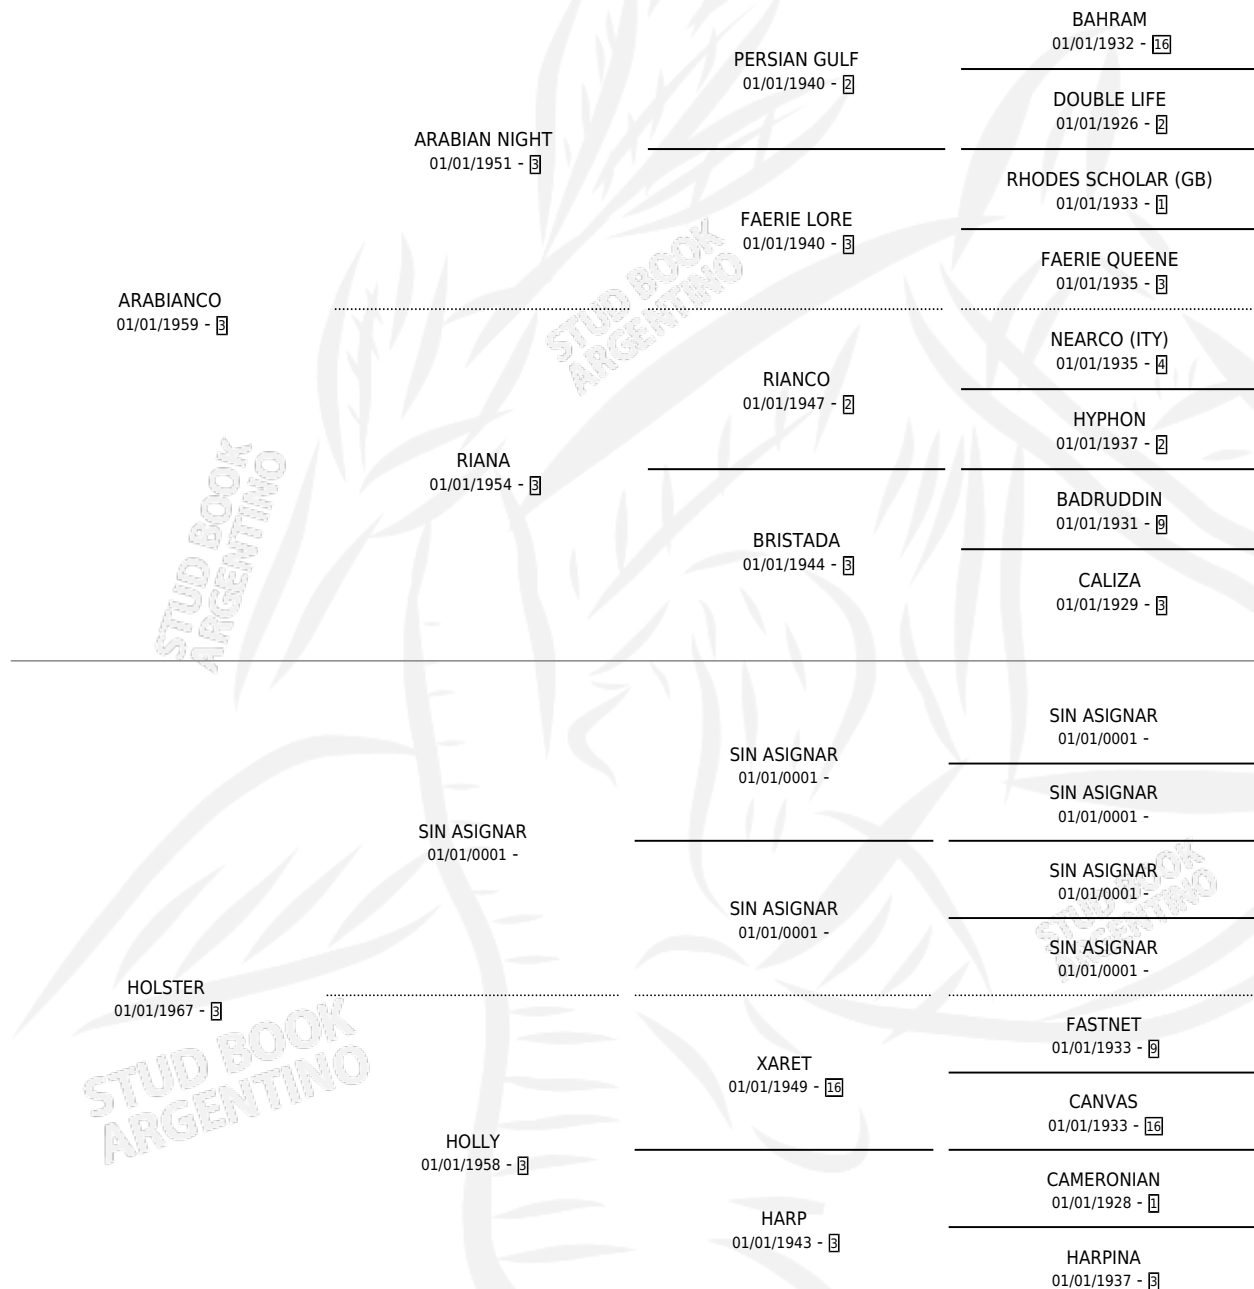 BAHRAM
01/01/1932 - 16
PERSIAN GULF
01/01/1940 - 2
DOUBLE LIFE
01/01/1926 - 2
ARABIAN NIGHT
01/01/1951 - 3
RHODES SCHOLAR (GB)
01/01/1933 - 1
FAERIE LORE
01/01/1940 - 3
FAERIE QUEENE
01/01/1935 - 3
ARABIANCO
01/01/1959 - 3
NEARCO (ITY)
01/01/1935 - 4
RIANCO
01/01/1947 - 2
HYPHON
01/01/1937 - 2
RIANA
01/01/1954 - 3
BADRUDDIN
01/01/1931 - 9
BRISTADA
01/01/1944 - 3
CALIZA
01/01/1929 - 3
SIN ASIGNAR
01/01/0001 -
SIN ASIGNAR
01/01/0001 -
SIN ASIGNAR
01/01/0001 -
SIN ASIGNAR
01/01/0001 -
SIN ASIGNAR
01/01/0001 -
SIN ASIGNAR
01/01/0001 -
SIN ASIGNAR
01/01/0001 -
HOLSTER
01/01/1967 - 3
FASTNET
01/01/1933 - 9
XARET
01/01/1949 - 16
CANVAS
01/01/1933 - 16
HOLLY
01/01/1958 - 3
CAMERONIAN
01/01/1928 - 1
HARP
01/01/1943 - 3
HARPINA
01/01/1937 - 3
STUD BOOK
ARGENTINO
STUD BOOK
ARGENTINO
STUD BOOK
ARGENTINO
STUD BOOK
ARGENTINO